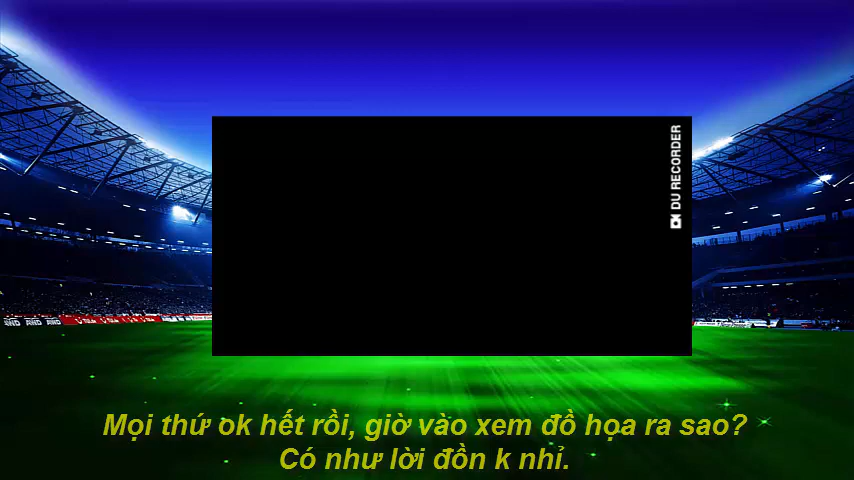 DU RECORDER
Mọi thứ ok hết rồi, giờ vào xem đồ họa ra sao?
Có như lời đồn k nhỉ.